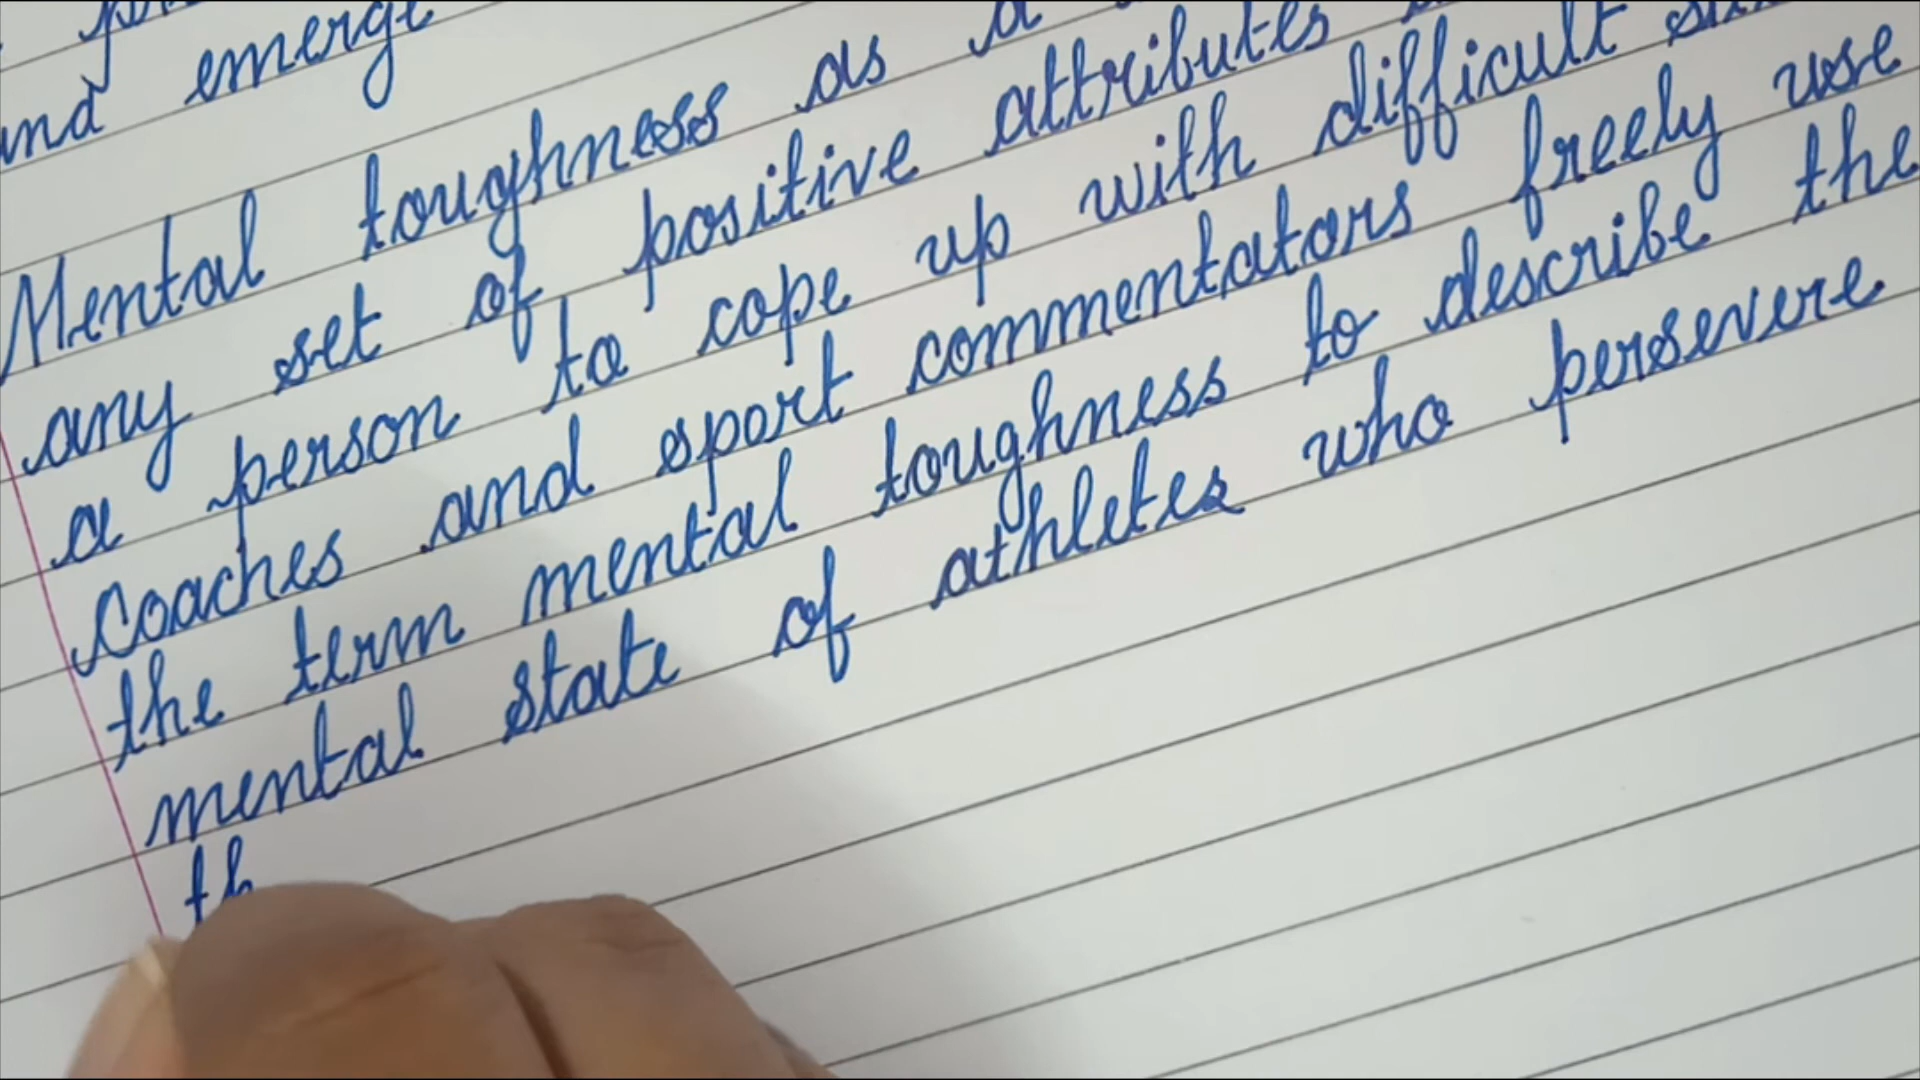 and emerge
Mental toughness as a
any set of positive attributes
a person to cope up with difficult
Coaches and sport commentators freely use
the term mental toughness to describe the
mental state of athletes who persevere
th